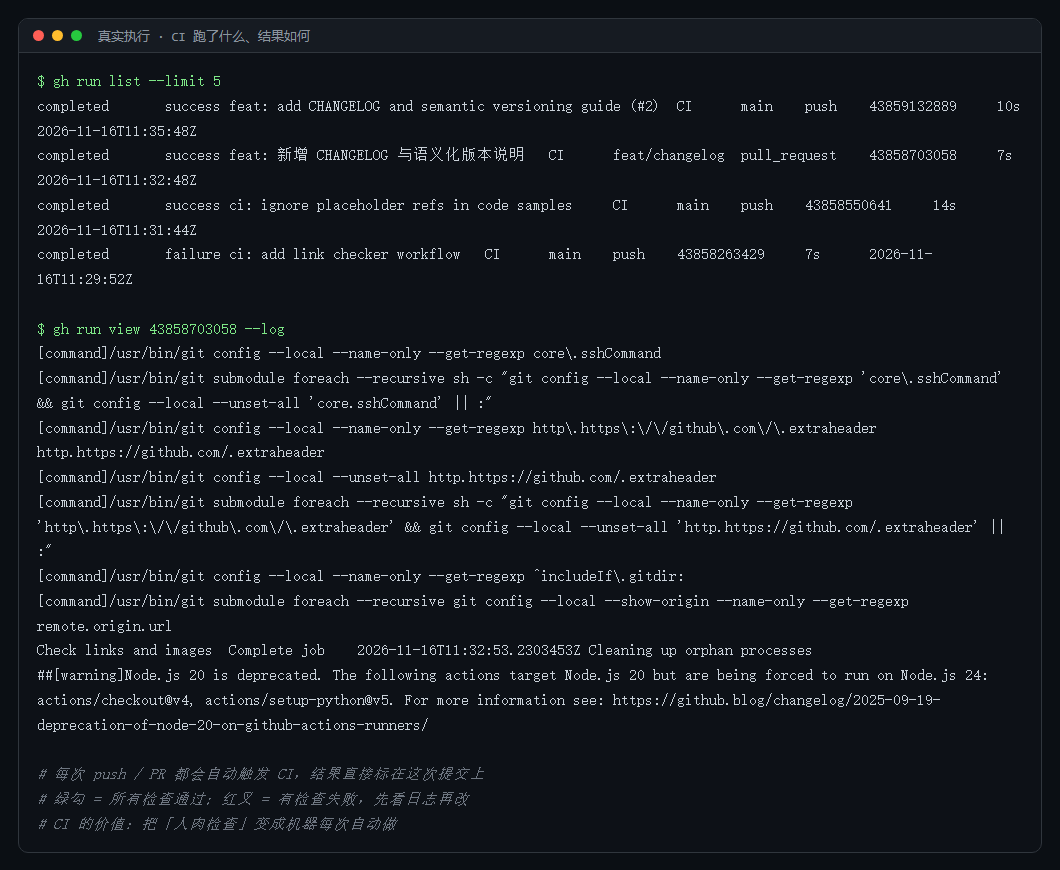 真实执行 · CI 跑了什么、结果如何
$ gh run list --limit 5
completed	success	feat: add CHANGELOG and semantic versioning guide (#2)	CI	main	push	43859132889	10s
2026-11-16T11:35:48Z
completed	success	feat: 新增 CHANGELOG 与语义化版本说明	CI	feat/changelog	pull_request	43858703058	7s
2026-11-16T11:32:48Z
completed	success	ci: ignore placeholder refs in code samples	CI	main	push	43858550641	14s
2026-11-16T11:31:44Z
completed	failure	ci: add link checker workflow	CI	main	push	43858263429	7s	2026-11-
16T11:29:52Z
$ gh run view 43858703058 --log
[command]/usr/bin/git config --local --name-only --get-regexp core\.sshCommand
[command]/usr/bin/git submodule foreach --recursive sh -c "git config --local --name-only --get-regexp 'core\.sshCommand'
&& git config --local --unset-all 'core.sshCommand' || :"
[command]/usr/bin/git config --local --name-only --get-regexp http\.https\:\/\/github\.com\/\.extraheader
http.https://github.com/.extraheader
[command]/usr/bin/git config --local --unset-all http.https://github.com/.extraheader
[command]/usr/bin/git submodule foreach --recursive sh -c "git config --local --name-only --get-regexp
'http\.https\:\/\/github\.com\/\.extraheader' && git config --local --unset-all 'http.https://github.com/.extraheader' ||
:"
[command]/usr/bin/git config --local --name-only --get-regexp ^includeIf\.gitdir:
[command]/usr/bin/git submodule foreach --recursive git config --local --show-origin --name-only --get-regexp
remote.origin.url
Check links and images	Complete job	2026-11-16T11:32:53.2303453Z Cleaning up orphan processes
##[warning]Node.js 20 is deprecated. The following actions target Node.js 20 but are being forced to run on Node.js 24:
actions/checkout@v4, actions/setup-python@v5. For more information see: https://github.blog/changelog/2025-09-19-
deprecation-of-node-20-on-github-actions-runners/
# 每次 push / PR 都会自动触发 CI，结果直接标在这次提交上
# 绿勾 = 所有检查通过；红叉 = 有检查失败，先看日志再改
# CI 的价值：把「人肉检查」变成机器每次自动做